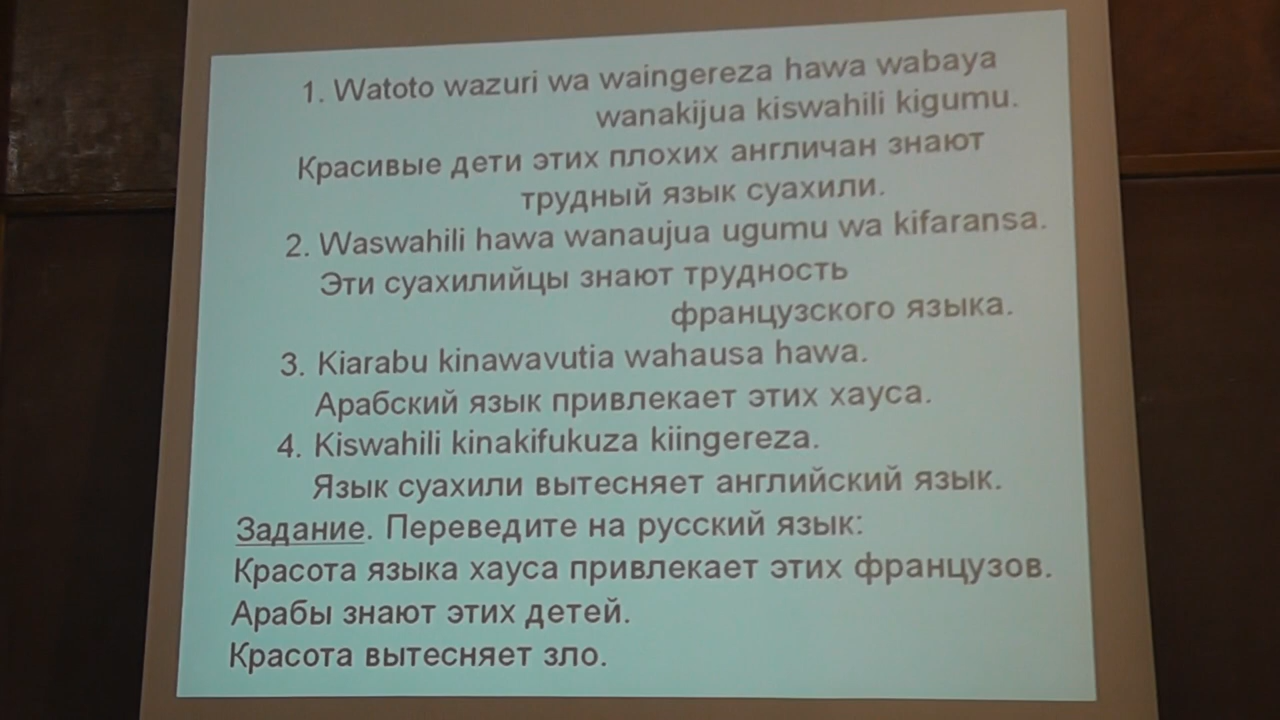 1. Watoto wazuri wa waingereza hawa wabaya
wanakijua kiswahili kigumu.
Красивые дети этих плохих англичан знают
трудный язык суахили.
2. Waswahili hawa wanaujua ugumu wa kifaransa.
Эти суахилийцы знают трудность
французского языка.
3. Kiarabu kinawavutia wahausa hawa.
Арабский язык привлекает этих хауса.
4. Kiswahili kinakifukuza kiingereza.
Язык суахили вытесняет английский язык.
Задание. Переведите на русский язык:
Красота языка хауса привлекает этих французов.
Арабы знают этих детей.
Красота вытесняет зло.